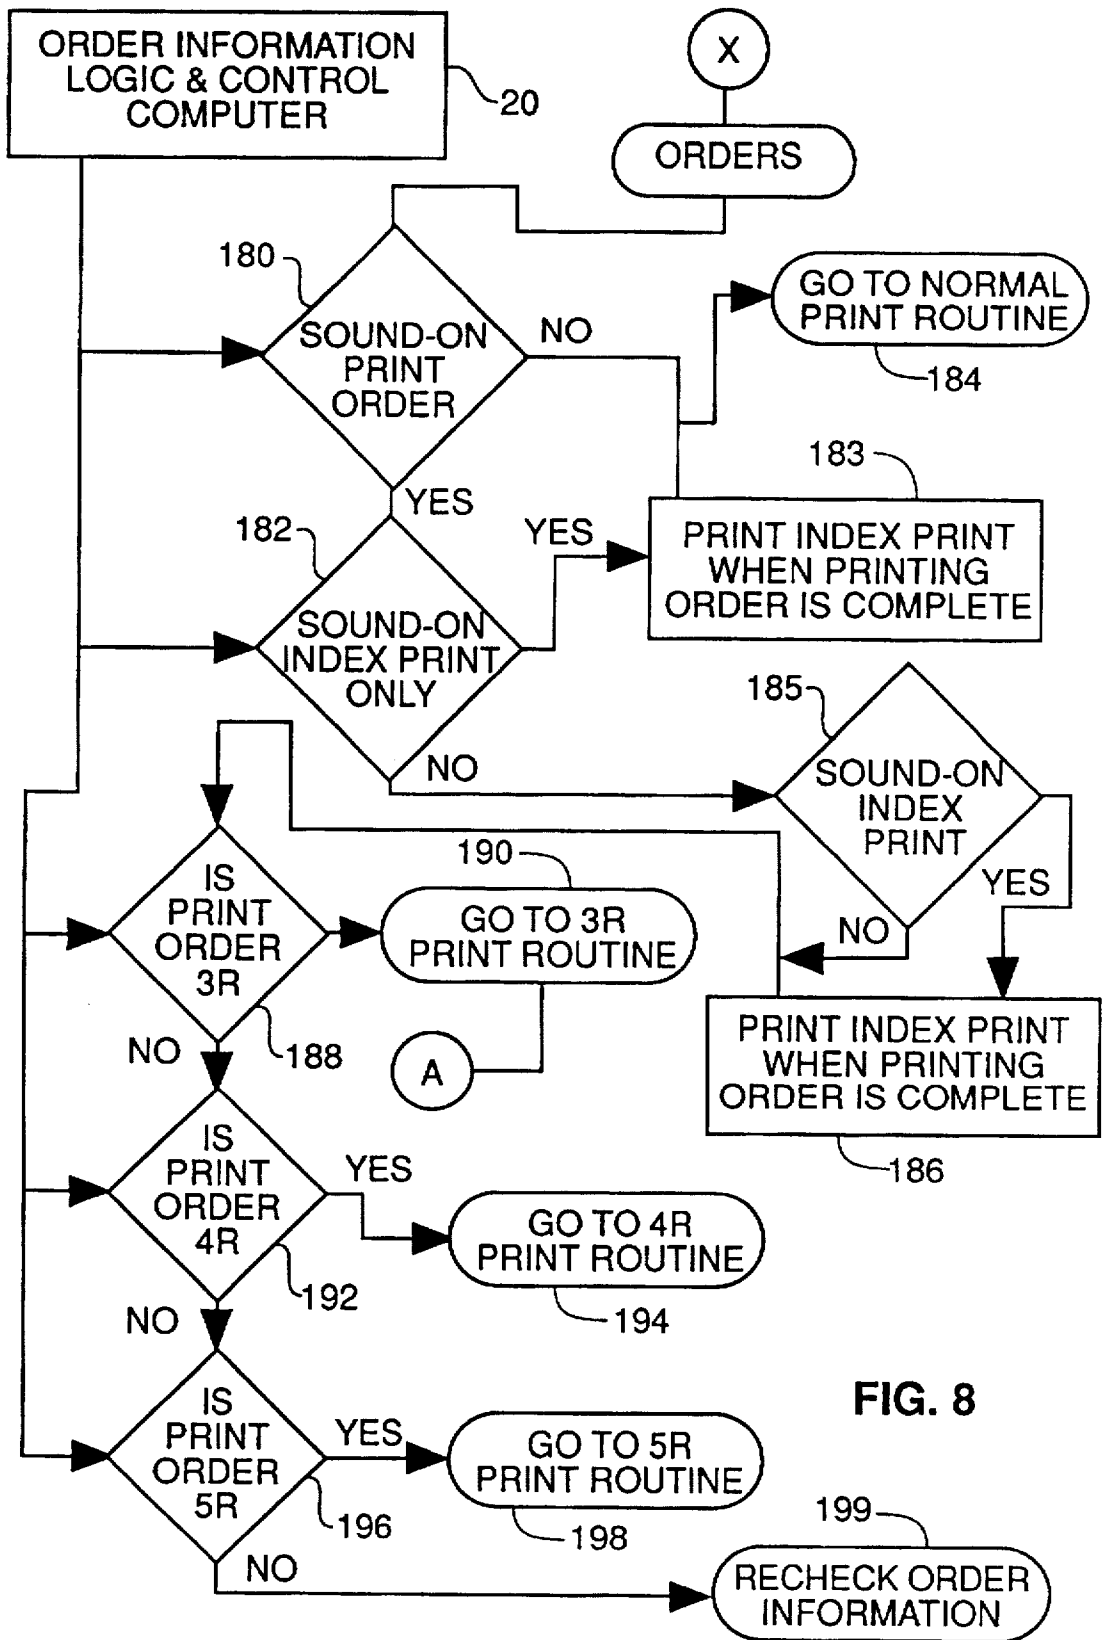 ORDER INFORMATION
LOGIC & CONTROL
COMPUTER
20
X
ORDERS
180
SOUND-ON
PRINT
ORDER
NO
GO TO NORMAL
PRINT ROUTINE
184
YES
183
182
SOUND-ON
INDEX PRINT
ONLY
YES
PRINT INDEX PRINT
WHEN PRINTING
ORDER IS COMPLETE
NO
185
SOUND-ON
INDEX
PRINT
YES
NO
PRINT INDEX PRINT
WHEN PRINTING
ORDER IS COMPLETE
186
IS
PRINT
ORDER
3R
188
190
GO TO 3R
PRINT ROUTINE
A
NO
IS
PRINT
ORDER
4R
192
YES
GO TO 4R
PRINT ROUTINE
194
NO
IS
PRINT
ORDER
5R
196
YES
GO TO 5R
PRINT ROUTINE
198
NO
199
RECHECK ORDER
INFORMATION
FIG. 8